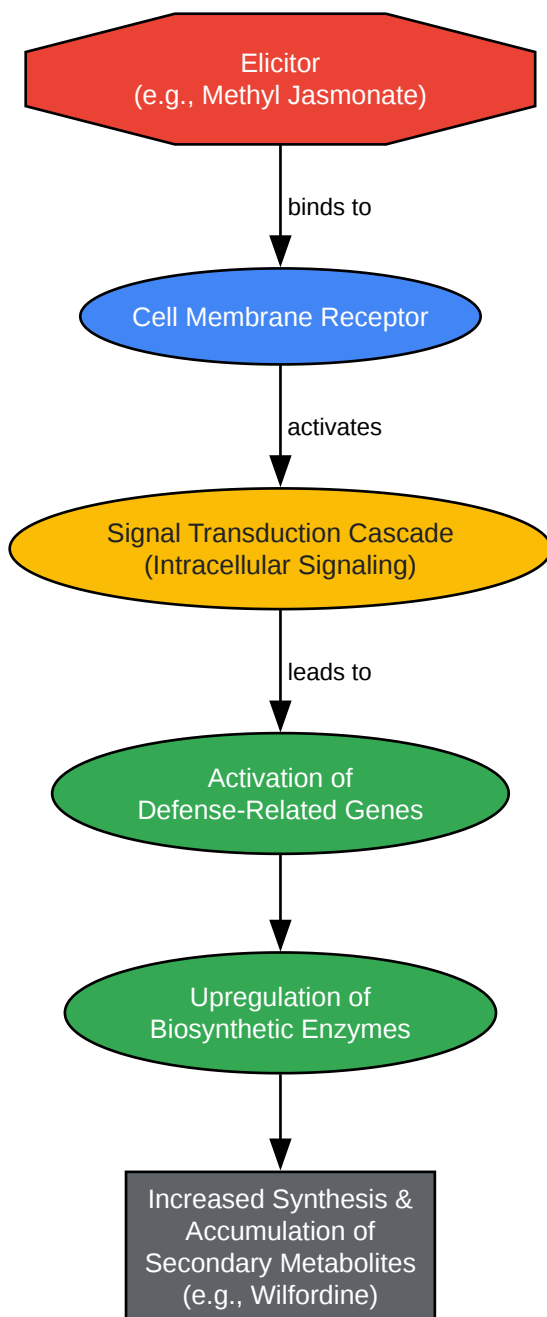 Elicitor
(e.g., Methyl Jasmonate)
binds to
Cell Membrane Receptor
activates
Signal Transduction Cascade
(Intracellular Signaling)
leads to
Activation of
Defense-Related Genes
Upregulation of
Biosynthetic Enzymes
Increased Synthesis &
Accumulation of
Secondary Metabolites
(e.g., Wilfordine)